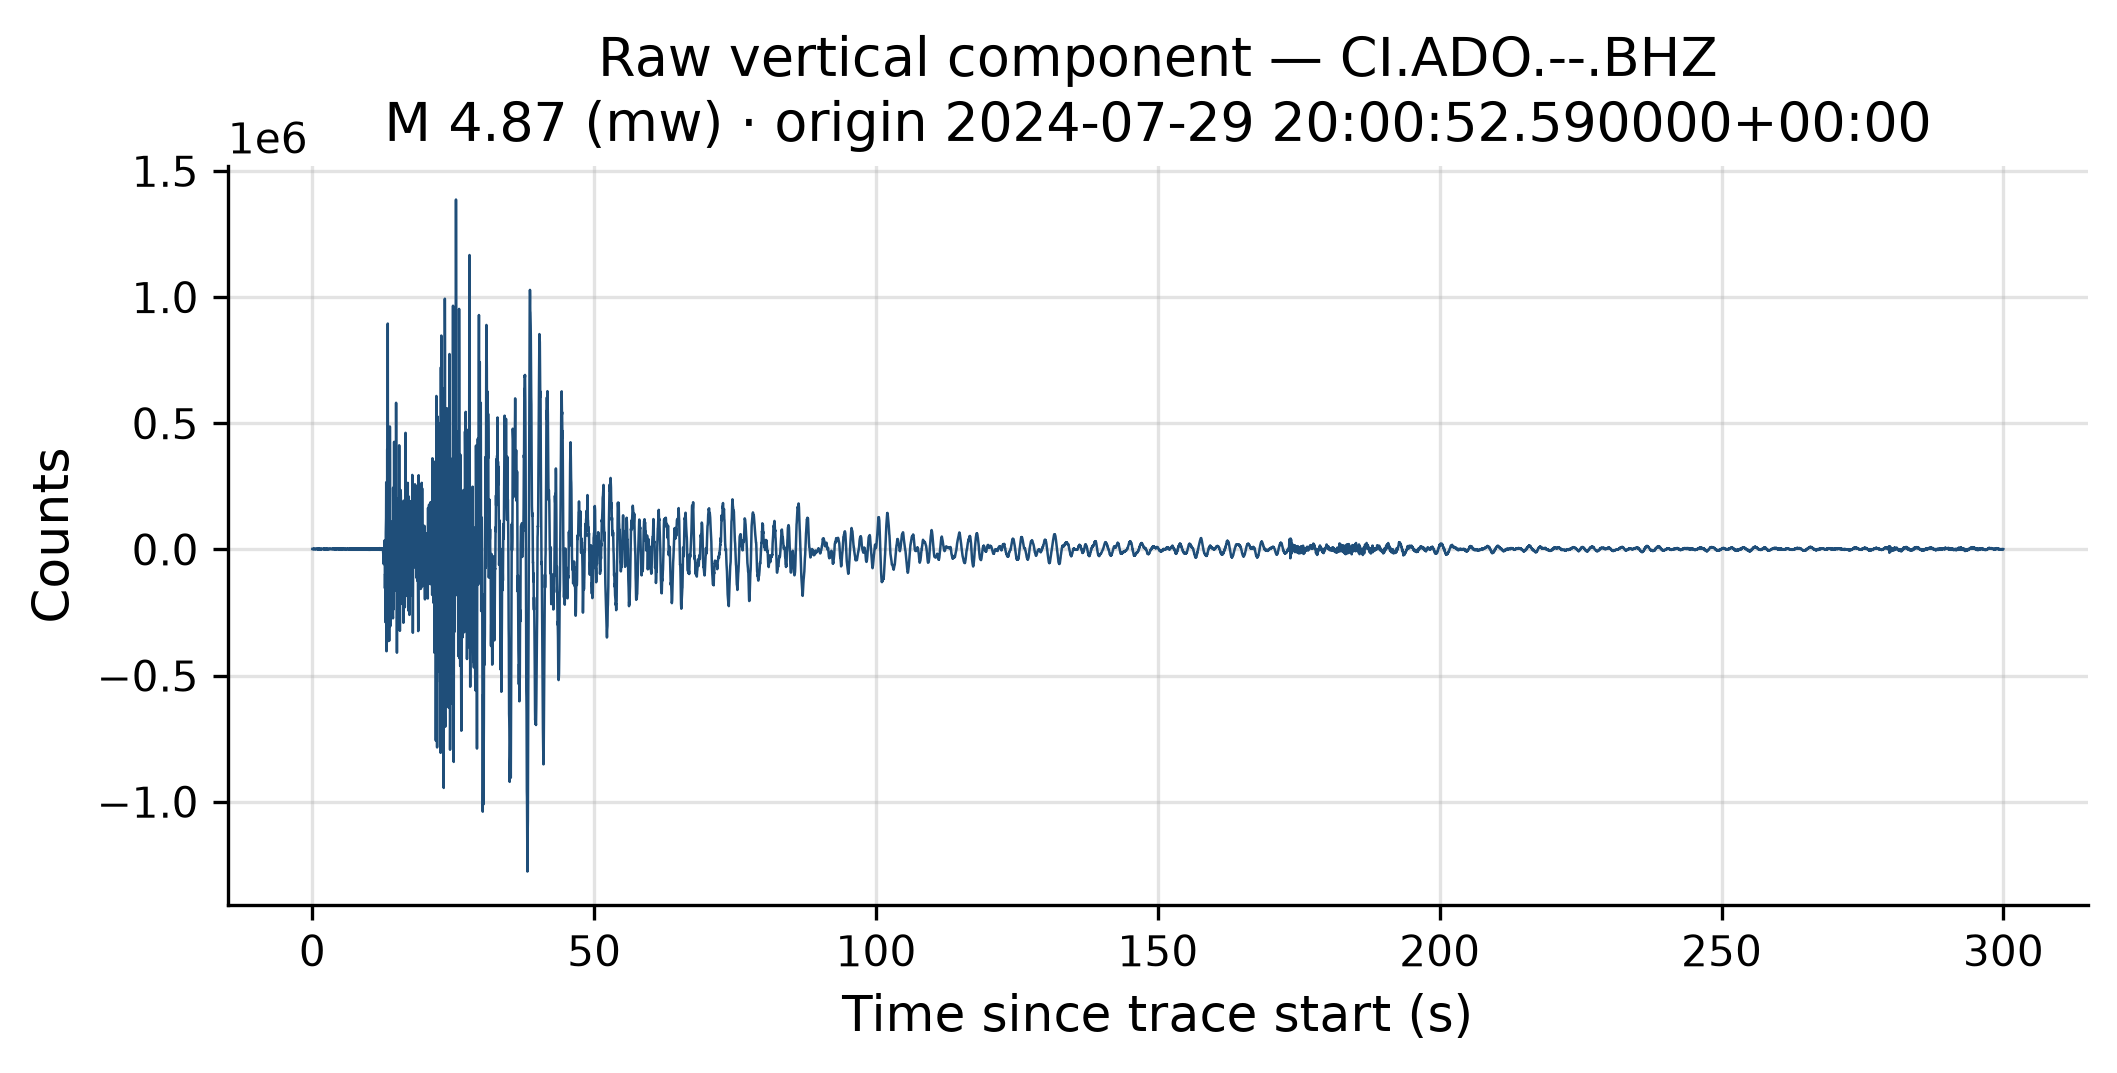 Raw vertical component — CI.ADO.--.BHZ
M 4.87 (mw) · origin 2024-07-29 20:00:52.590000+00:00
1e6
1.5
1.0
0.5
0.0
−0.5
−1.0
Counts
0 50 100 150 200 250 300
Time since trace start (s)